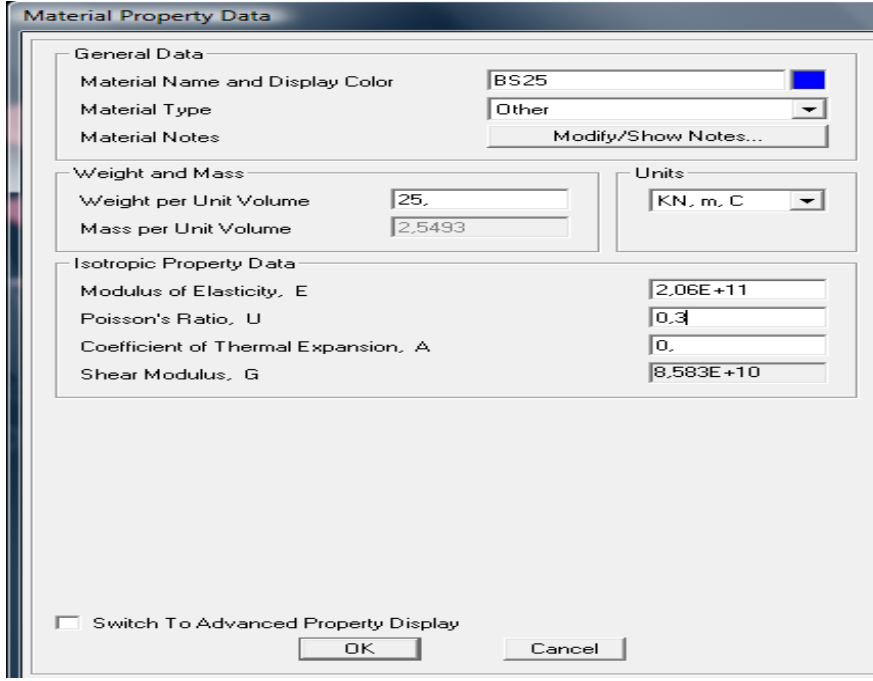 Material Property Data
General Data
Material Name and Display Color BS25
Material Type Other
Material Notes Modify/Show Notes...
Weight and Mass
Weight per Unit Volume 25,
Mass per Unit Volume 2,5493
Units
KN, m, C
Isotropic Property Data
Modulus of Elasticity, E 2,06E+11
Poisson's Ratio, U 0,3
Coefficient of Thermal Expansion, A 0,
Shear Modulus, G 8,583E+10
Switch To Advanced Property Display
OK Cancel